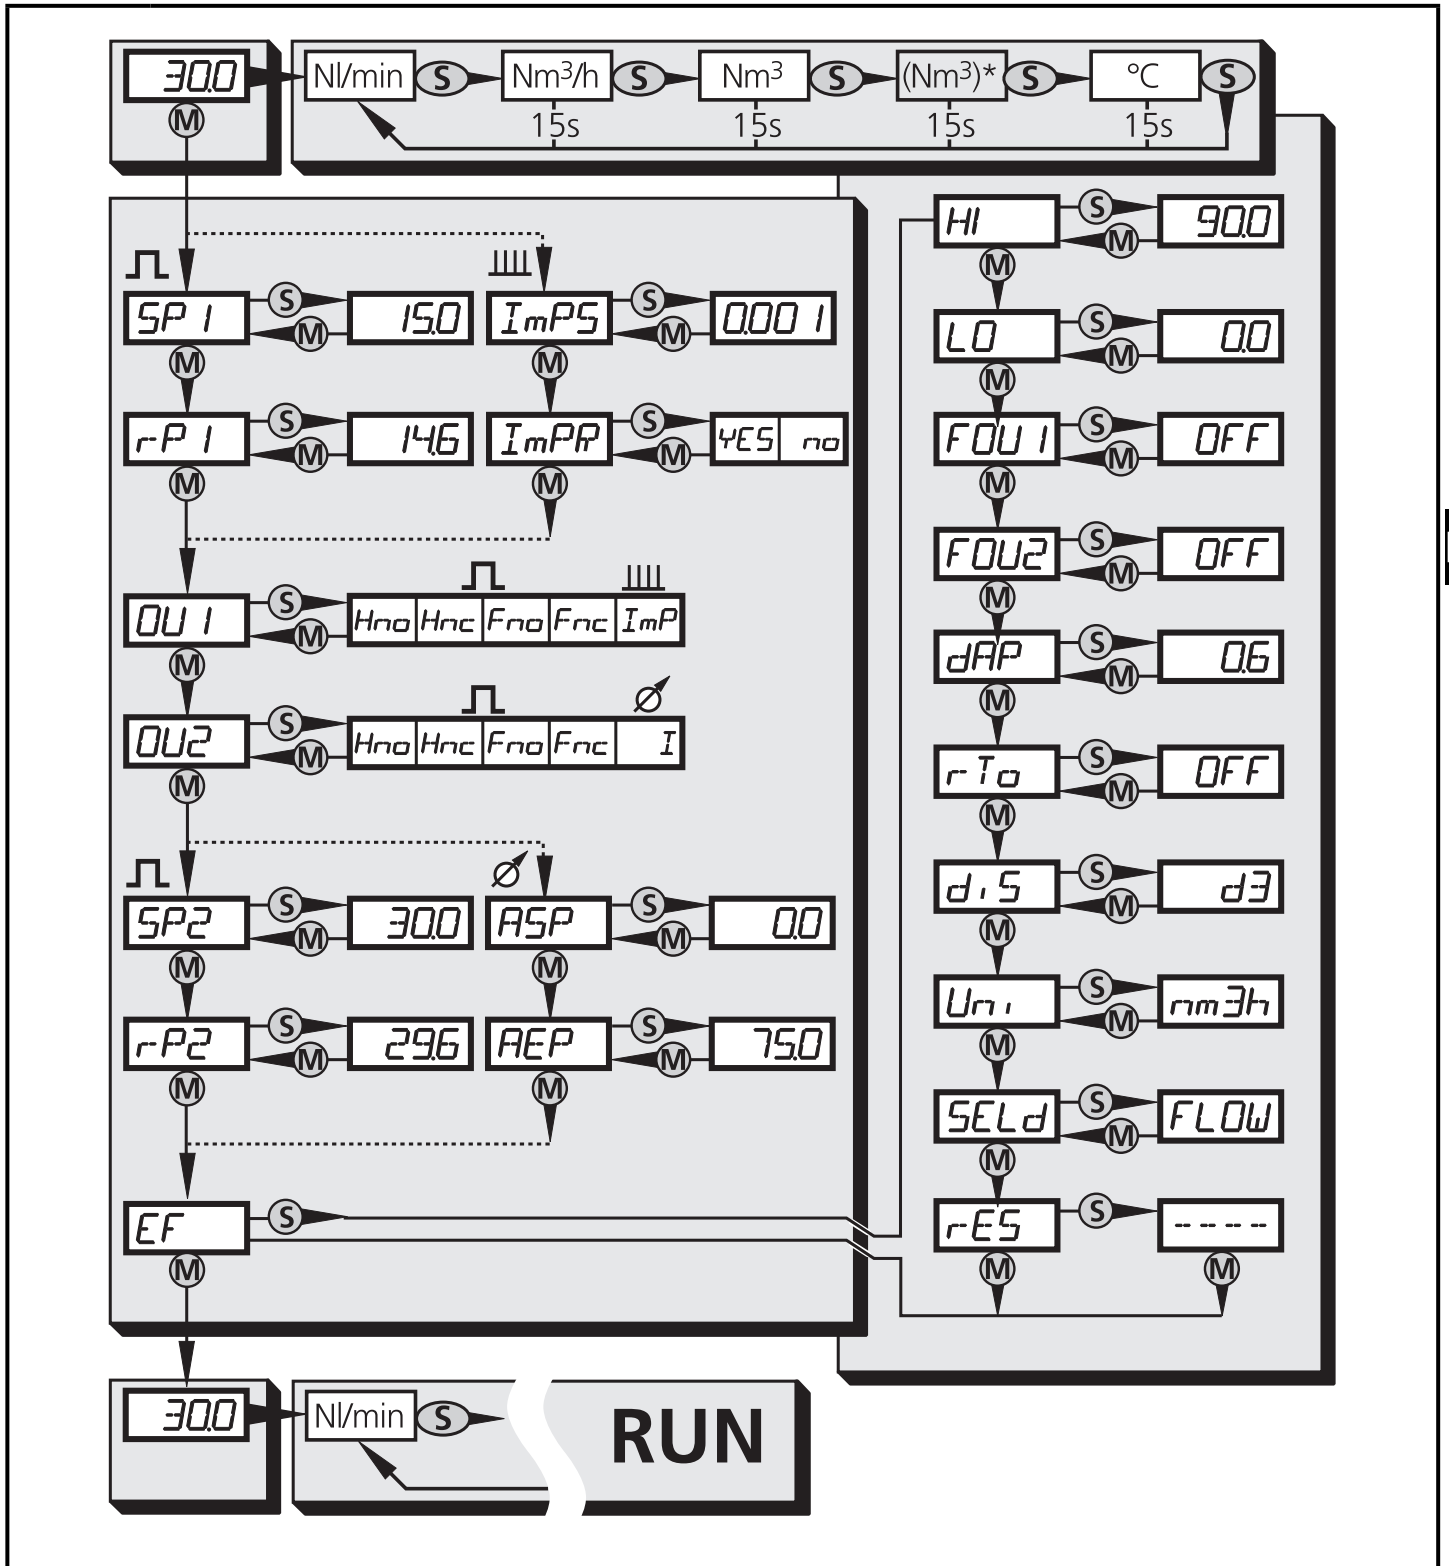 30.0 Nl/min S Nm³/h S Nm³ S (Nm³)* S °C S
M 15s 15s 15s 15s
SP1 S M 15.0 ImPS S M 0.001
M M
rP1 S M 14.6 ImPR S M YES no
M M
OU1 S M Hno Hnc Fno Fnc ImP
M
OU2 S M Hno Hnc Fno Fnc I
M
SP2 S M 30.0 ASP S M 0.0
M M
rP2 S M 29.6 AEP S M 75.0
M M
EF S
M
HI S M 90.0
M
LO S M 0.0
M
FOU1 S M OFF
M
FOU2 S M OFF
M
dAP S M 0.6
M
rTo S M OFF
M
diS S M d3
M
Uni S M nm3h
M
SELd S M FLOW
M
rES S -- -- -- --
M M
30.0 Nl/min S RUN